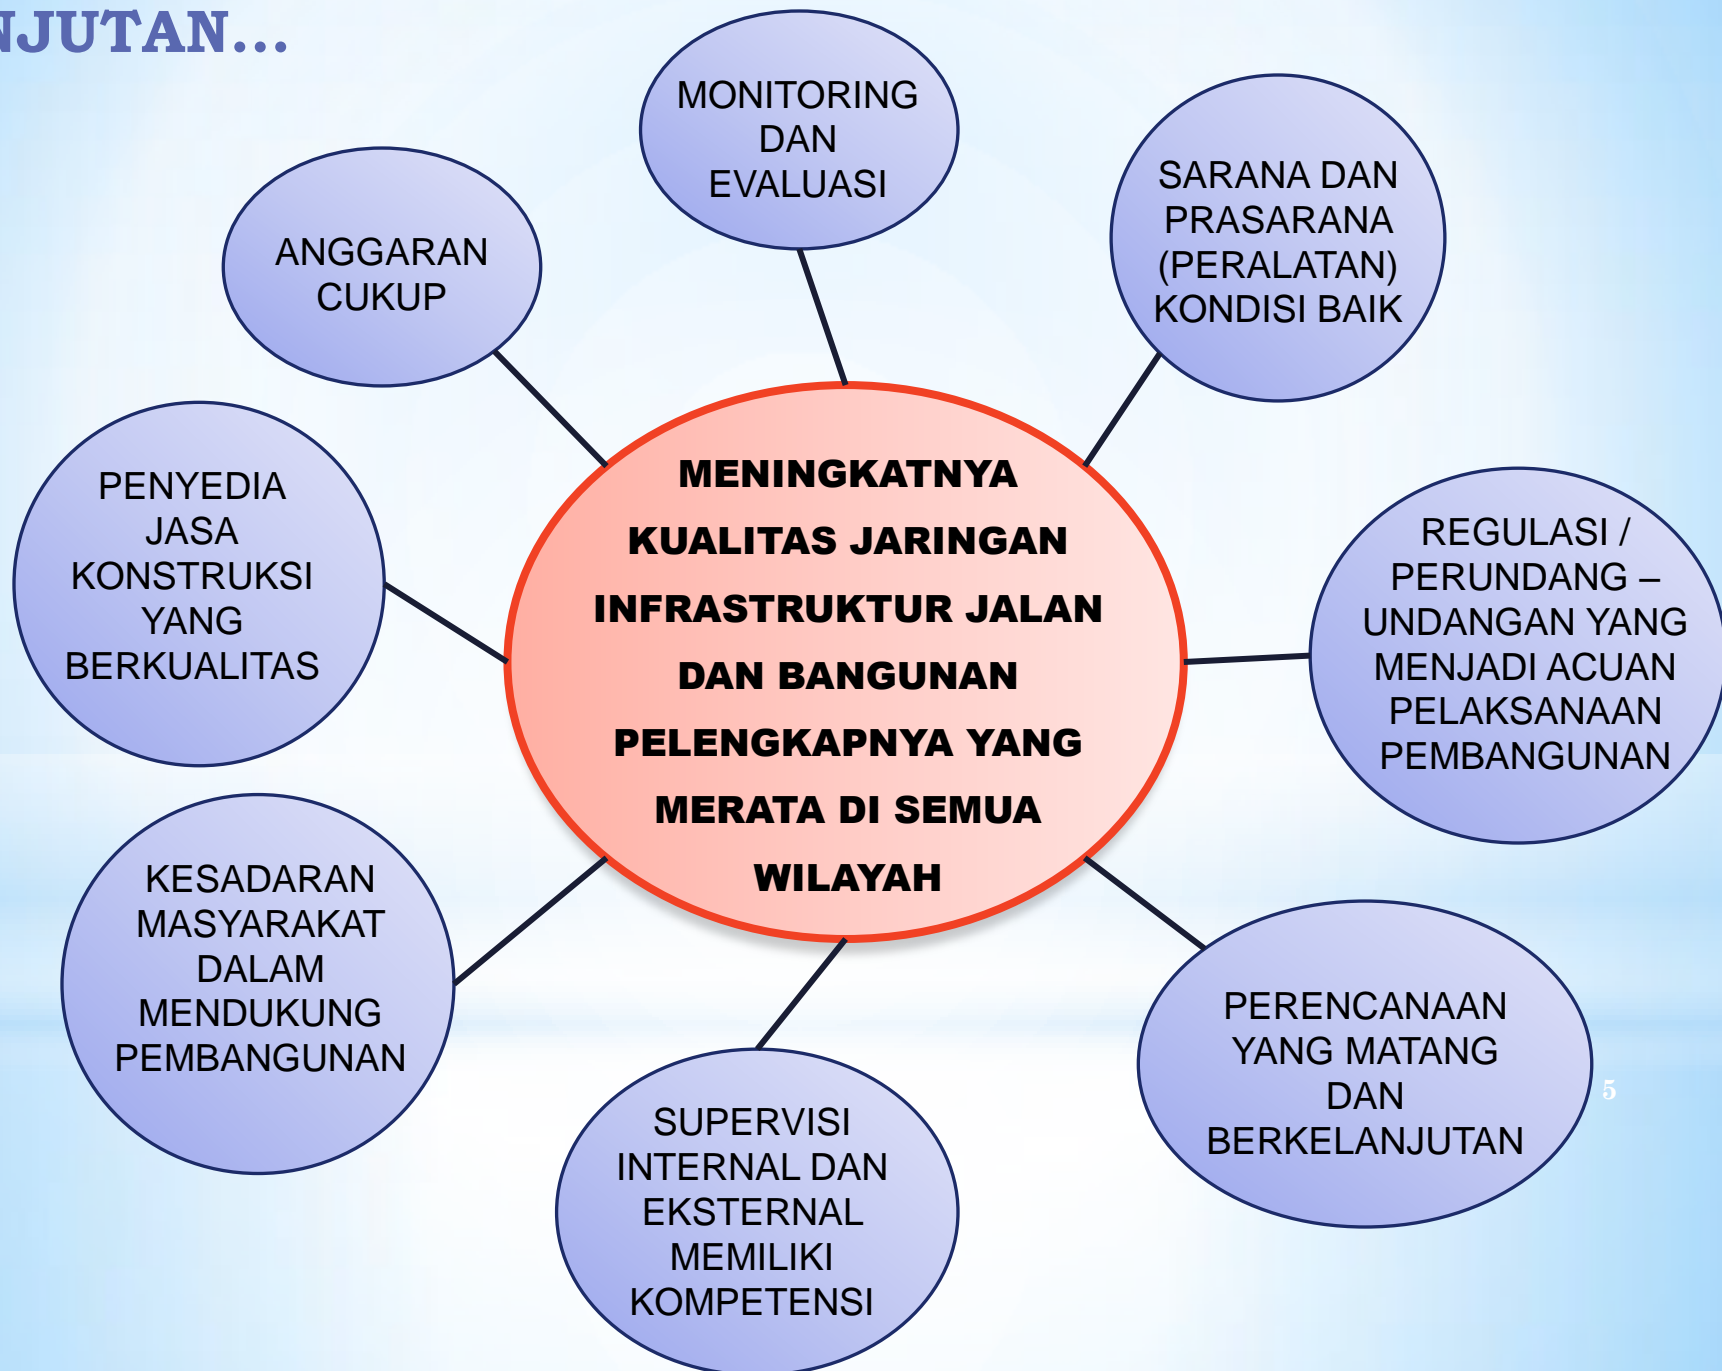 NJUTAN...
MONITORING
DAN
EVALUASI
SARANA DAN
PRASARANA
(PERALATAN)
KONDISI BAIK
ANGGARAN
CUKUP
MENINGKATNYA
KUALITAS JARINGAN
INFRASTRUKTUR JALAN
DAN BANGUNAN
PELENGKAPNYA YANG
MERATA DI SEMUA
WILAYAH
PENYEDIA
JASA
KONSTRUKSI
YANG
BERKUALITAS
REGULASI /
PERUNDANG –
UNDANGAN YANG
MENJADI ACUAN
PELAKSANAAN
PEMBANGUNAN
KESADARAN
MASYARAKAT
DALAM
MENDUKUNG
PEMBANGUNAN
PERENCANAAN
YANG MATANG
DAN
BERKELANJUTAN
5
SUPERVISI
INTERNAL DAN
EKSTERNAL
MEMILIKI
KOMPETENSI